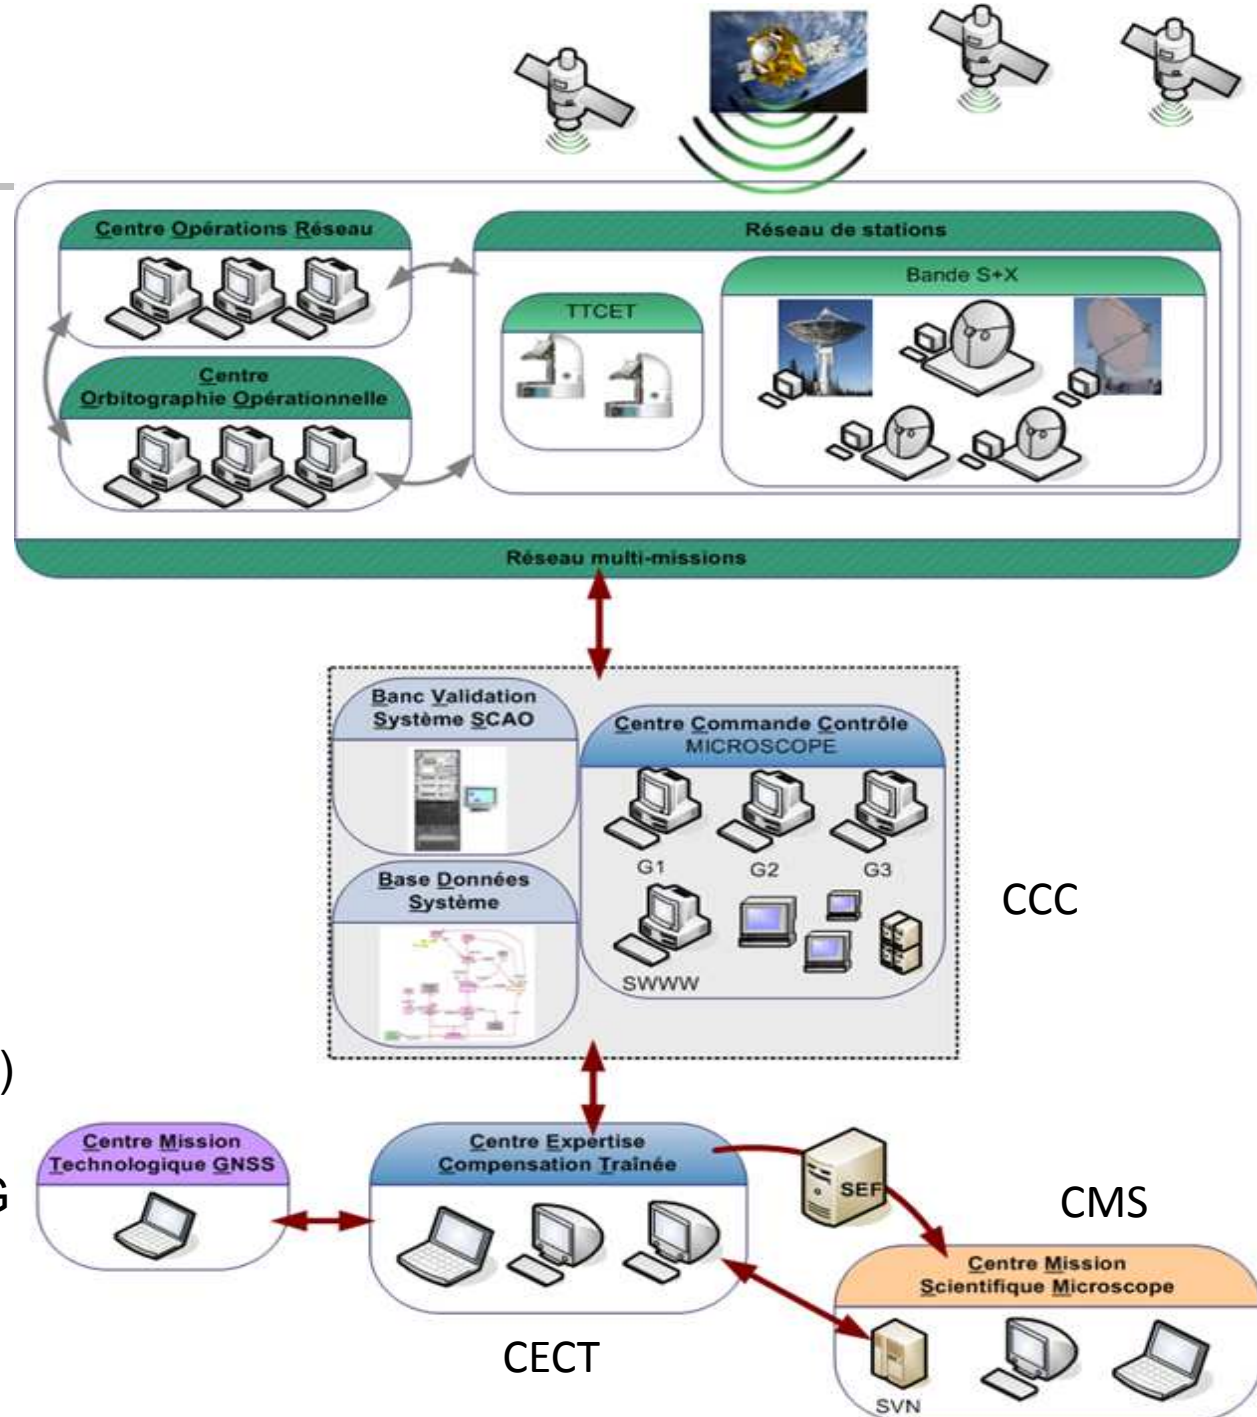 Centre Opérations Réseau
Réseau de stations
Bande S+X
TTCET
Centre
Orbitographie Opérationnelle
Réseau multi-missions
Banc Validation
Système SCAO
Centre Commande Contrôle
MICROSCOPE
G1
G2
G3
Base Données
Système
SWWW
CCC
)
Centre Mission
Technologique GNSS
G
Centre Expertise
Compensation Traînée
SEF
CMS
Centre Mission
Scientifique Microscope
SVN
CECT